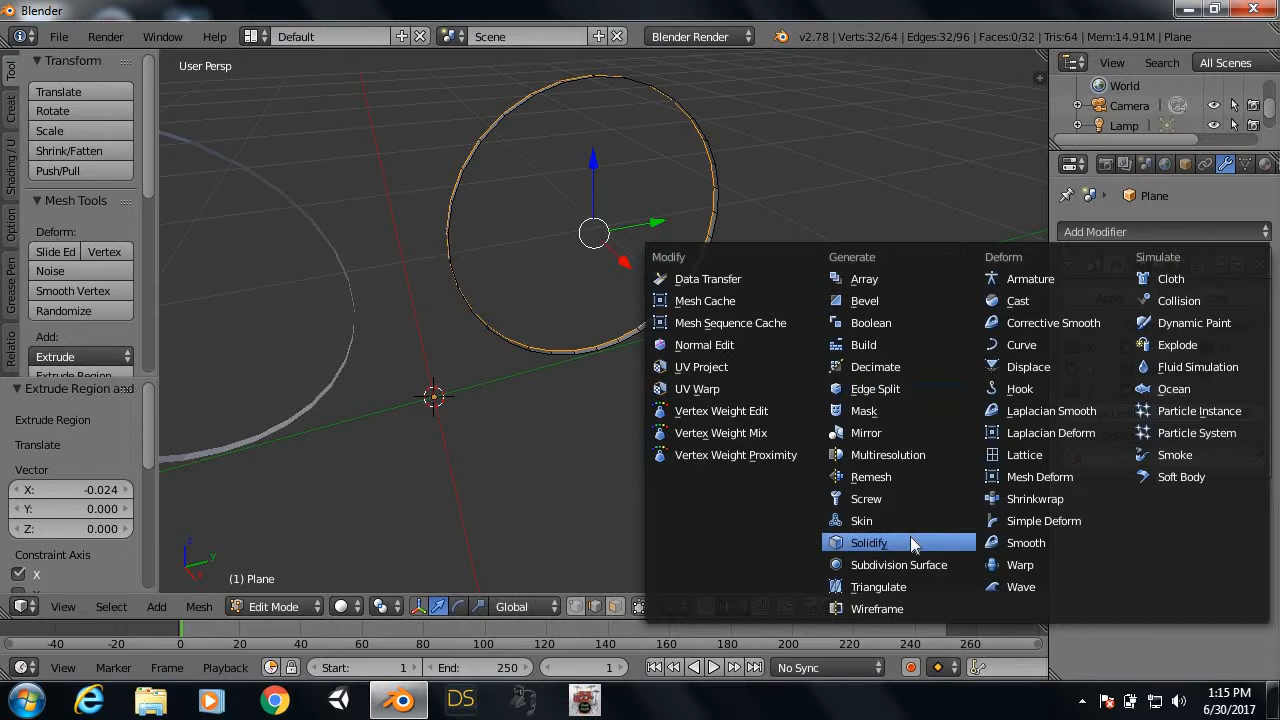 Blender
File Render Window Help Default Scene Blender Render v2.78 | Verts:32/64 | Edges:32/96 | Faces:0/32 | Tris:64 | Mem:14.91M | Plane
Tool
Creat
Shading / U
Option
Grease Pen
Relatio
Transform
Translate
Rotate
Scale
Shrink/Fatten
Push/Pull
Mesh Tools
Deform:
Slide Ed Vertex
Noise
Smooth Vertex
Randomize
Add:
Extrude
Extrude Region
Extrude Region and
Extrude Region
Translate
Vector
X: -0.024
Y: 0.000
Z: 0.000
Constraint Axis
X
User Persp
z
y
x
(1) Plane
View Search All Scenes
World
Camera
Lamp
Plane
Add Modifier
Modify
Data Transfer
Mesh Cache
Mesh Sequence Cache
Normal Edit
UV Project
UV Warp
Vertex Weight Edit
Vertex Weight Mix
Vertex Weight Proximity
Generate
Array
Bevel
Boolean
Build
Decimate
Edge Split
Mask
Mirror
Multiresolution
Remesh
Screw
Skin
Solidify
Subdivision Surface
Triangulate
Wireframe
Deform
Armature
Cast
Corrective Smooth
Curve
Displace
Hook
Laplacian Smooth
Laplacian Deform
Lattice
Mesh Deform
Shrinkwrap
Simple Deform
Smooth
Warp
Wave
Simulate
Cloth
Collision
Dynamic Paint
Explode
Fluid Simulation
Ocean
Particle Instance
Particle System
Smoke
Soft Body
View Select Add Mesh Edit Mode Global
-40 -20 0 20 40 60 80 100 120 140 160 180 200 220 240 260
View Marker Frame Playback Start: 1 End: 250 1 No Sync
DS
1:15 PM
6/30/2017